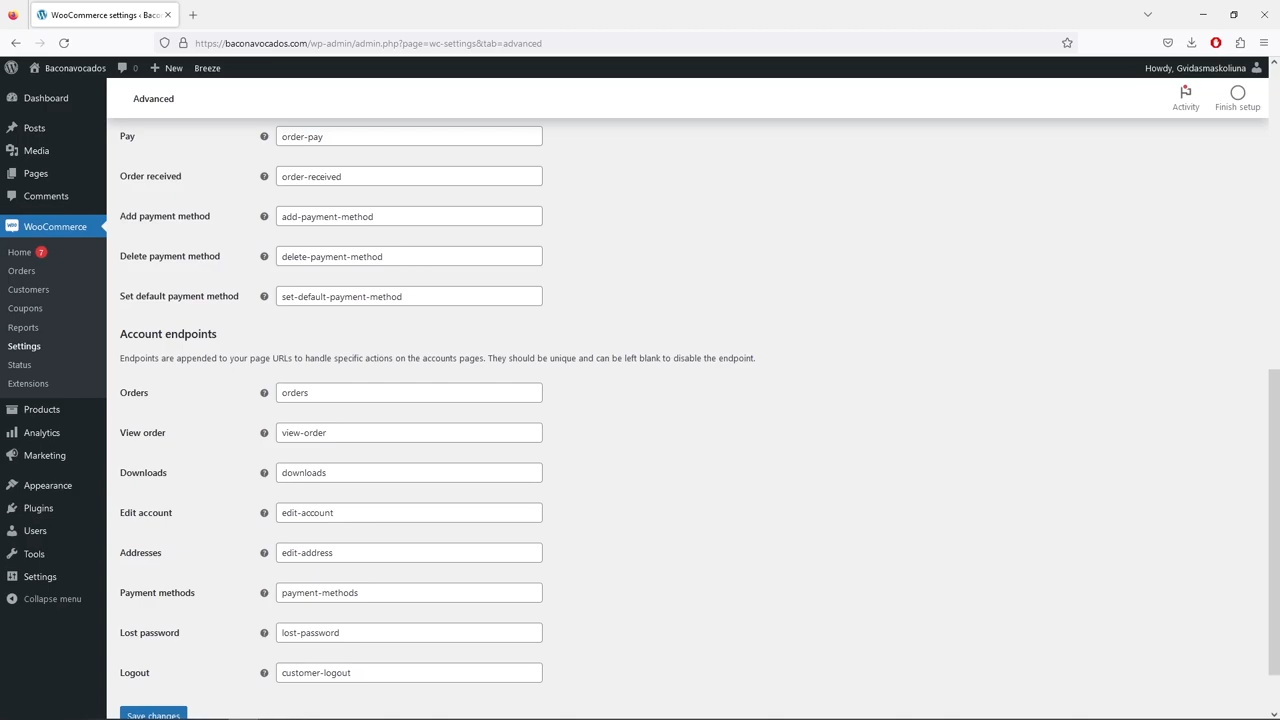 WooCommerce settings ‹ Baco
https://baconavocados.com/wp-admin/admin.php?page=wc-settings&tab=advanced
Baconavocados 0 New Breeze Howdy, Gvidasmaskoliuna
Dashboard
Posts
Media
Pages
Comments
WooCommerce
Home 7
Orders
Customers
Coupons
Reports
Settings
Status
Extensions
Products
Analytics
Marketing
Appearance
Plugins
Users
Tools
Settings
Collapse menu
Advanced
Activity
Finish setup
Pay order-pay
Order received order-received
Add payment method add-payment-method
Delete payment method delete-payment-method
Set default payment method set-default-payment-method
Account endpoints
Endpoints are appended to your page URLs to handle specific actions on the accounts pages. They should be unique and can be left blank to disable the endpoint.
Orders orders
View order view-order
Downloads downloads
Edit account edit-account
Addresses edit-address
Payment methods payment-methods
Lost password lost-password
Logout customer-logout
Save changes